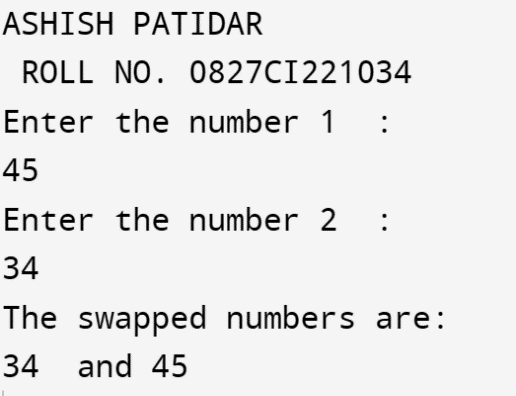 ASHISH PATIDAR
 ROLL NO. 0827CI221034
Enter the number 1  :
45
Enter the number 2  :
34
The swapped numbers are:
34  and 45